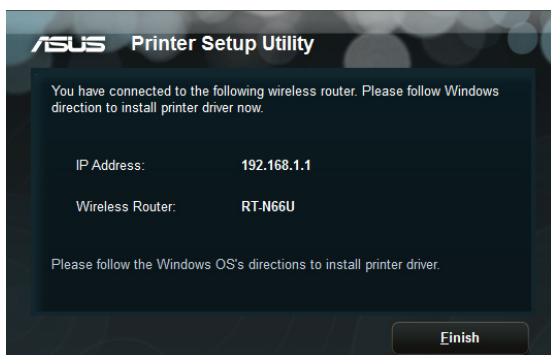 ASUS Printer Setup Utility
You have connected to the following wireless router. Please follow Windows
direction to install printer driver now.
IP Address: 192.168.1.1
Wireless Router: RT-N66U
Please follow the Windows OS's directions to install printer driver.
Finish